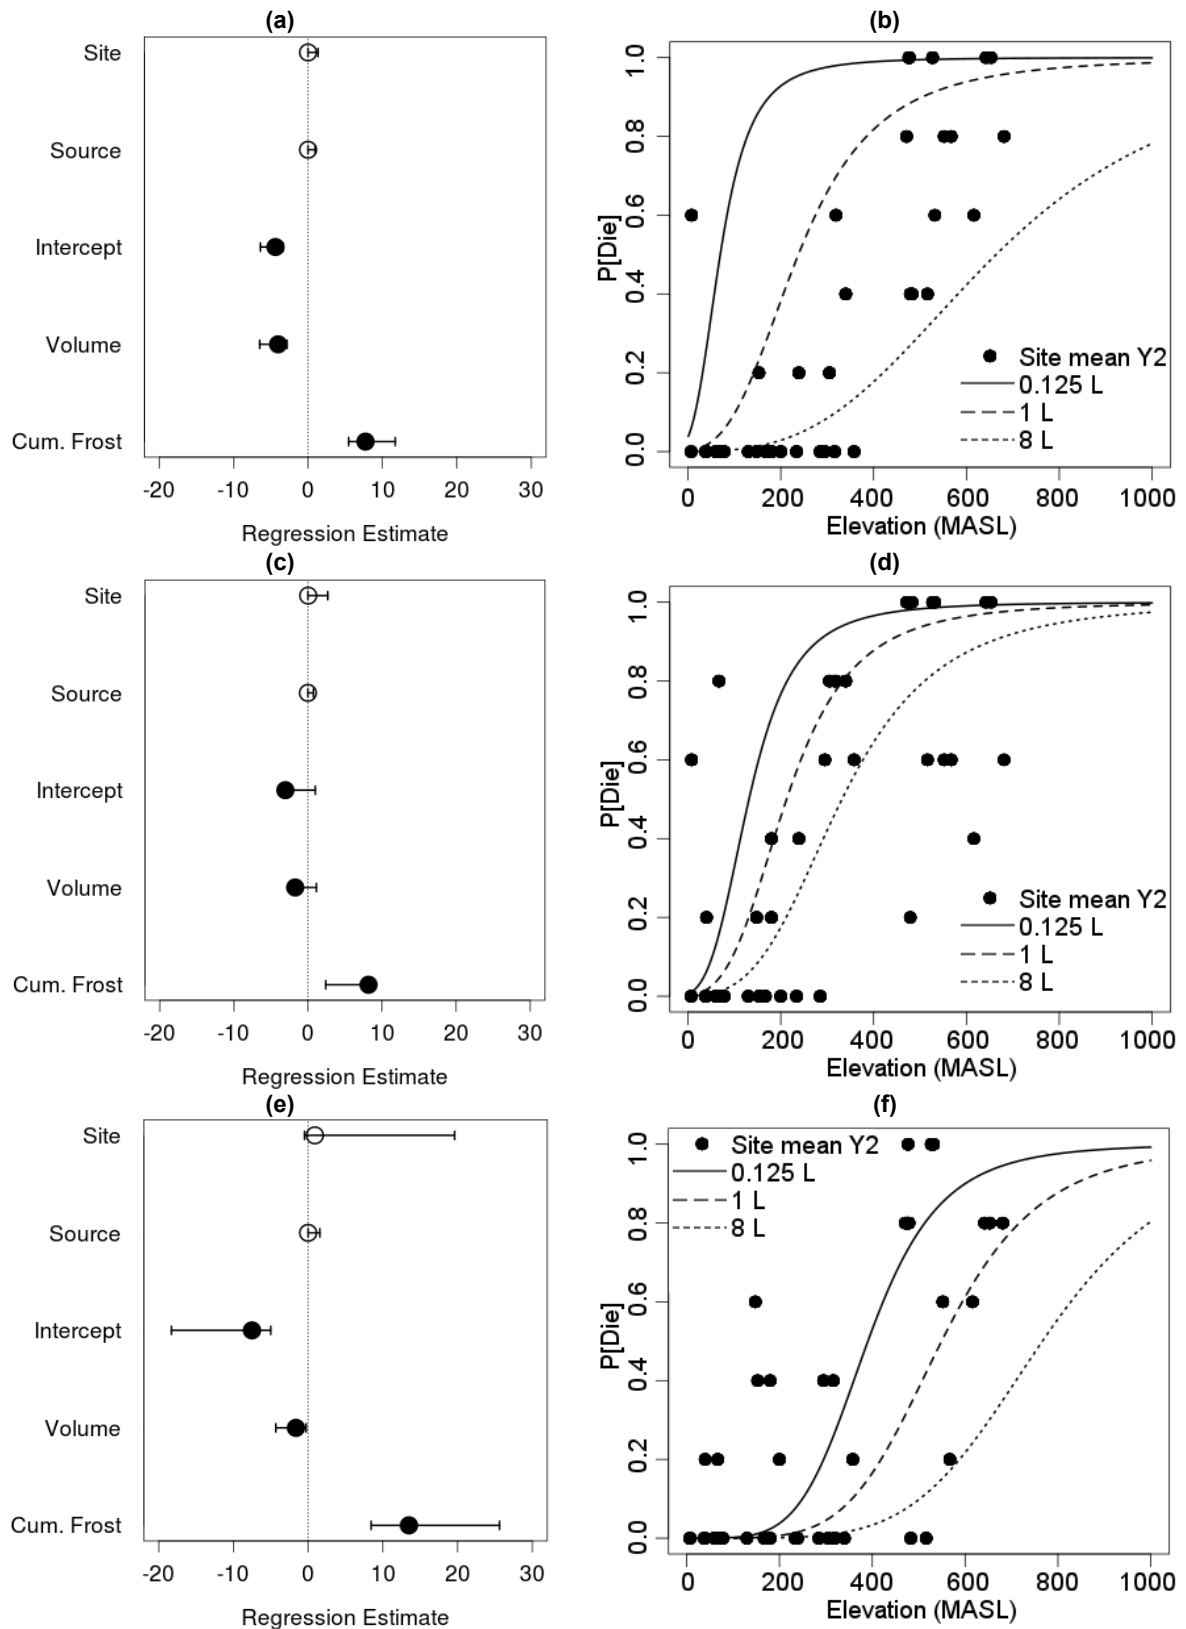 (a)
Site
Source
Intercept
Volume
Cum. Frost
-20 -10 0 10 20 30
Regression Estimate
(b)
P[Die]
1.0
0.8
0.6
0.4
0.2
0.0
Site mean Y2
0.125 L
1 L
8 L
0 200 400 600 800 1000
Elevation (MASL)
(c)
Site
Source
Intercept
Volume
Cum. Frost
-20 -10 0 10 20 30
Regression Estimate
(d)
P[Die]
1.0
0.8
0.6
0.4
0.2
0.0
Site mean Y2
0.125 L
1 L
8 L
0 200 400 600 800 1000
Elevation (MASL)
(e)
Site
Source
Intercept
Volume
Cum. Frost
-20 -10 0 10 20 30
Regression Estimate
(f)
P[Die]
1.0
0.8
0.6
0.4
0.2
0.0
Site mean Y2
0.125 L
1 L
8 L
0 200 400 600 800 1000
Elevation (MASL)